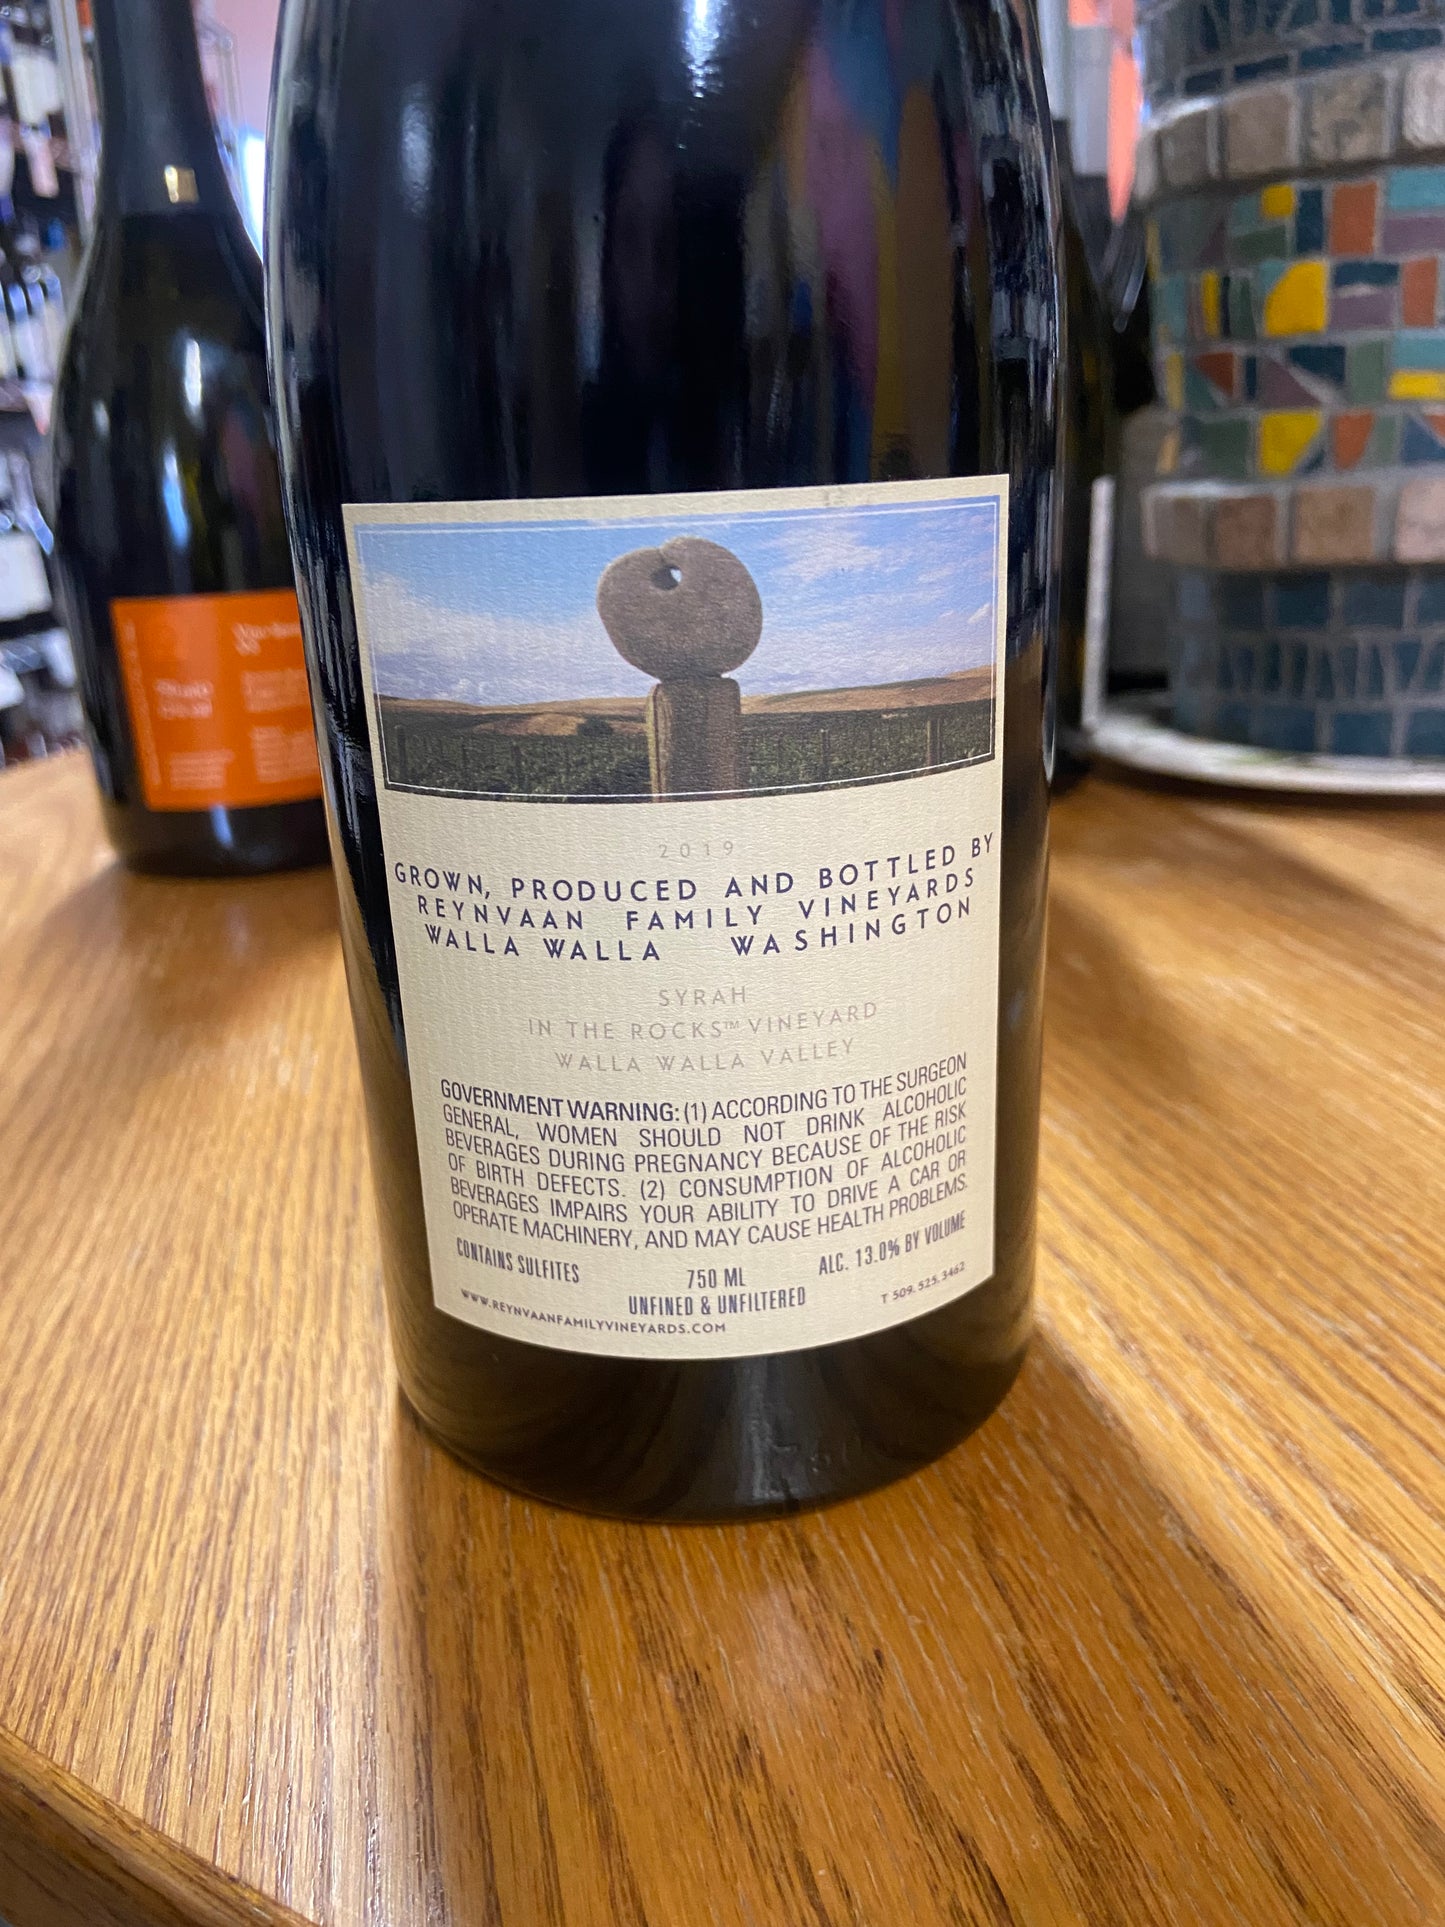 2019
GROWN, PRODUCED AND BOTTLED BY
REYNVAAN FAMILY VINEYARDS
WALLA WALLA WASHINGTON
SYRAH
IN THE ROCKS™ VINEYARD
WALLA WALLA VALLEY
GOVERNMENT WARNING: (1) ACCORDING TO THE SURGEON
GENERAL, WOMEN SHOULD NOT DRINK ALCOHOLIC
BEVERAGES DURING PREGNANCY BECAUSE OF THE RISK
OF BIRTH DEFECTS. (2) CONSUMPTION OF ALCOHOLIC
BEVERAGES IMPAIRS YOUR ABILITY TO DRIVE A CAR OR
OPERATE MACHINERY, AND MAY CAUSE HEALTH PROBLEMS.
CONTAINS SULFITES 750 ML ALC. 13.0% BY VOLUME
UNFINED & UNFILTERED
WWW.REYNVAANFAMILYVINEYARDS.COM T 509.525.3462